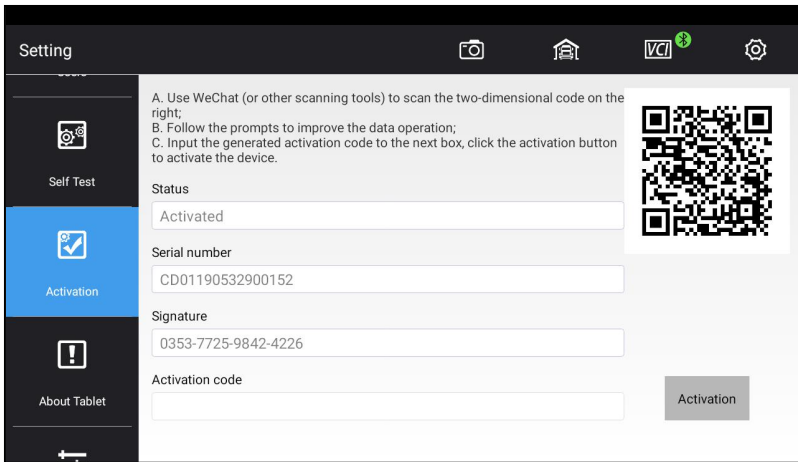 Setting
VCI
A. Use WeChat (or other scanning tools) to scan the two-dimensional code on the
right;
B. Follow the prompts to improve the data operation;
C. Input the generated activation code to the next box, click the activation button
to activate the device.
Self Test
Status
Activated
Serial number
CD01190532900152
Activation
Signature
0353-7725-9842-4226
Activation code
About Tablet
Activation